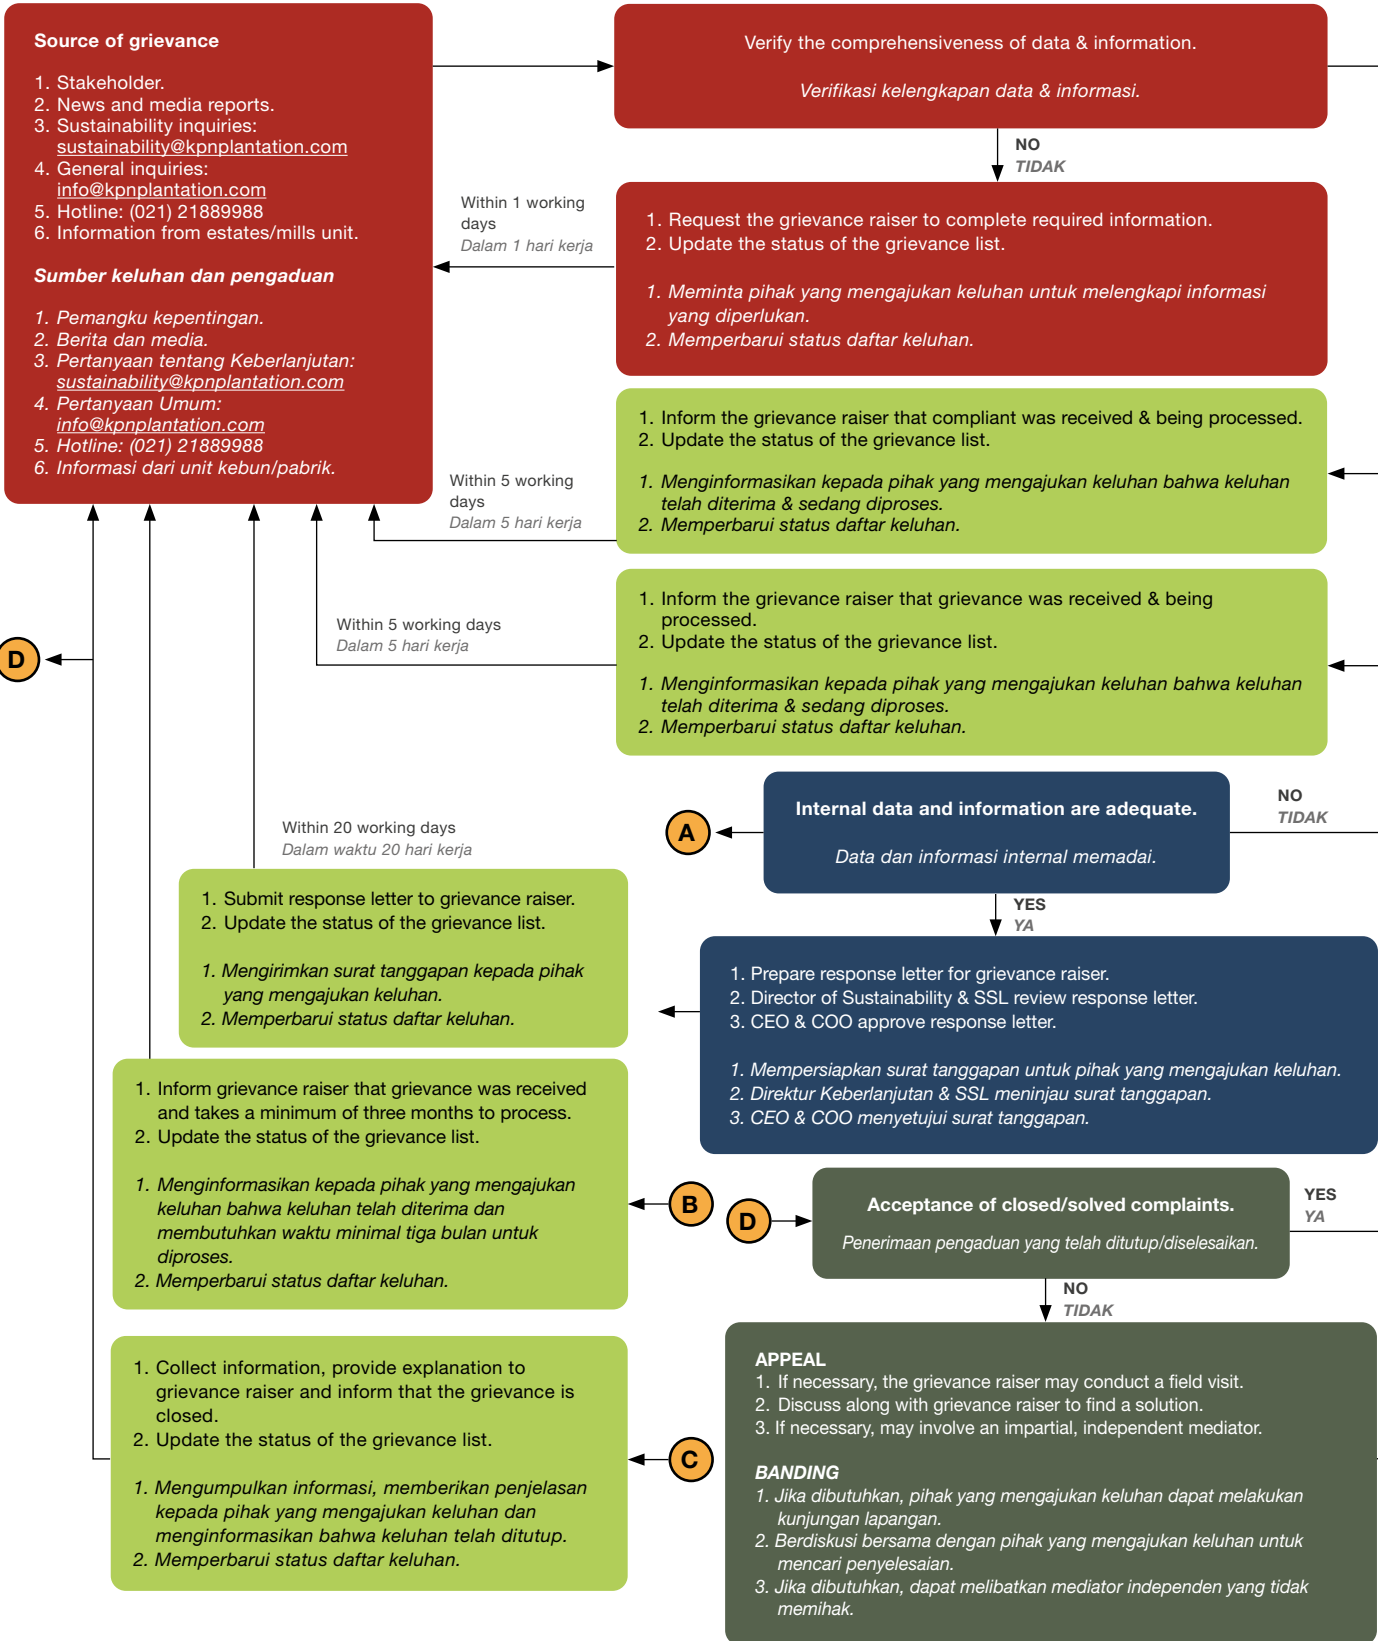 Source of grievance
1. Stakeholder.
2. News and media reports.
3. Sustainability inquiries:
sustainability@kpnplantation.com
4. General inquiries:
info@kpnplantation.com
5. Hotline: (021) 21889988
6. Information from estates/mills unit.
Sumber keluhan dan pengaduan
1. Pemangku kepentingan.
2. Berita dan media.
3. Pertanyaan tentang Keberlanjutan:
sustainability@kpnplantation.com
4. Pertanyaan Umum:
info@kpnplantation.com
5. Hotline: (021) 21889988
6. Informasi dari unit kebun/pabrik.
Verify the comprehensiveness of data & information.
Verifikasi kelengkapan data & informasi.
NO
TIDAK
Within 1 working
days
Dalam 1 hari kerja
1. Request the grievance raiser to complete required information.
2. Update the status of the grievance list.
1. Meminta pihak yang mengajukan keluhan untuk melengkapi informasi
yang diperlukan.
2. Memperbarui status daftar keluhan.
Within 5 working
days
Dalam 5 hari kerja
1. Inform the grievance raiser that compliant was received & being processed.
2. Update the status of the grievance list.
1. Menginformasikan kepada pihak yang mengajukan keluhan bahwa keluhan
telah diterima & sedang diproses.
2. Memperbarui status daftar keluhan.
Within 5 working days
Dalam 5 hari kerja
1. Inform the grievance raiser that grievance was received & being
processed.
2. Update the status of the grievance list.
1. Menginformasikan kepada pihak yang mengajukan keluhan bahwa keluhan
telah diterima & sedang diproses.
2. Memperbarui status daftar keluhan.
D
A
Internal data and information are adequate.
Data dan informasi internal memadai.
NO
TIDAK
YES
YA
Within 20 working days
Dalam waktu 20 hari kerja
1. Submit response letter to grievance raiser.
2. Update the status of the grievance list.
1. Mengirimkan surat tanggapan kepada pihak
yang mengajukan keluhan.
2. Memperbarui status daftar keluhan.
1. Prepare response letter for grievance raiser.
2. Director of Sustainability & SSL review response letter.
3. CEO & COO approve response letter.
1. Mempersiapkan surat tanggapan untuk pihak yang mengajukan keluhan.
2. Direktur Keberlanjutan & SSL meninjau surat tanggapan.
3. CEO & COO menyetujui surat tanggapan.
1. Inform grievance raiser that grievance was received
and takes a minimum of three months to process.
2. Update the status of the grievance list.
1. Menginformasikan kepada pihak yang mengajukan
keluhan bahwa keluhan telah diterima dan
membutuhkan waktu minimal tiga bulan untuk
diproses.
2. Memperbarui status daftar keluhan.
B
D
Acceptance of closed/solved complaints.
Penerimaan pengaduan yang telah ditutup/diselesaikan.
YES
YA
NO
TIDAK
1. Collect information, provide explanation to
grievance raiser and inform that the grievance is
closed.
2. Update the status of the grievance list.
1. Mengumpulkan informasi, memberikan penjelasan
kepada pihak yang mengajukan keluhan dan
menginformasikan bahwa keluhan telah ditutup.
2. Memperbarui status daftar keluhan.
C
APPEAL
1. If necessary, the grievance raiser may conduct a field visit.
2. Discuss along with grievance raiser to find a solution.
3. If necessary, may involve an impartial, independent mediator.
BANDING
1. Jika dibutuhkan, pihak yang mengajukan keluhan dapat melakukan
kunjungan lapangan.
2. Berdiskusi bersama dengan pihak yang mengajukan keluhan untuk
mencari penyelesaian.
3. Jika dibutuhkan, dapat melibatkan mediator independen yang tidak
memihak.